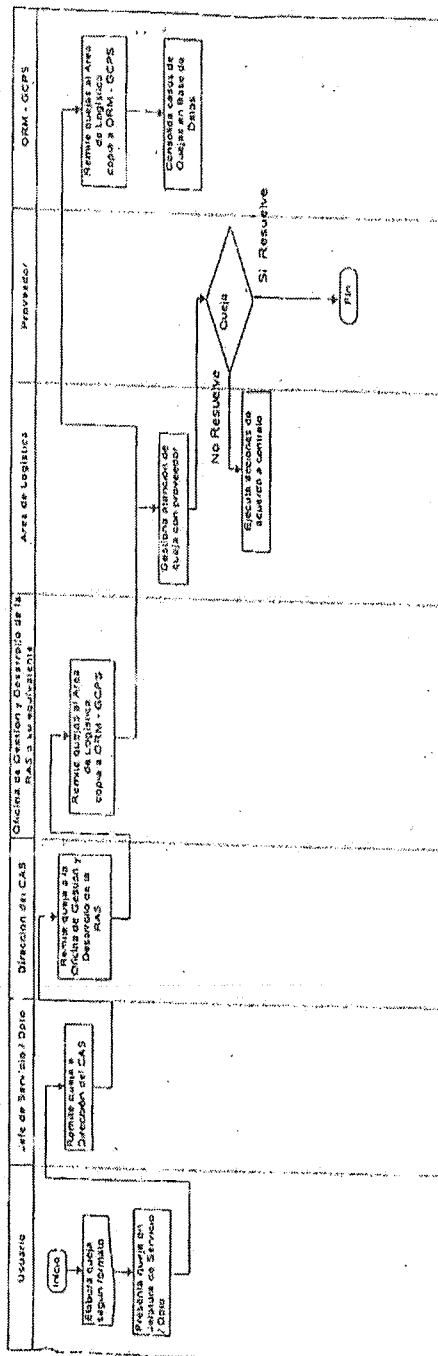 Usuario
Jefe de Servicio / Dpto
Dirección del CAS
Oficina de Gestión y Desarrollo de la
RAS o su equivalente
Area de Logística
Proveedor
ORM - GCPS
Inicio
Elabora queja
según formato
Presenta queja en
Jefatura de Servicio
/ Dpto
Remite queja a
Dirección del CAS
Remite queja a la
Oficina de Gestión y
Desarrollo de la
RAS
Remite quejas al Area
de Logística
copia a ORM - GCPS
Gestiona atención de
queja con proveedor
Queja
No Resuelve
Si Resuelve
Ejecuta acciones de
acuerdo a contrato
Fin
Remite quejas al Area
de Logística
copia a ORM - GCPS
Consolida casos de
Quejas en Base de
Datos